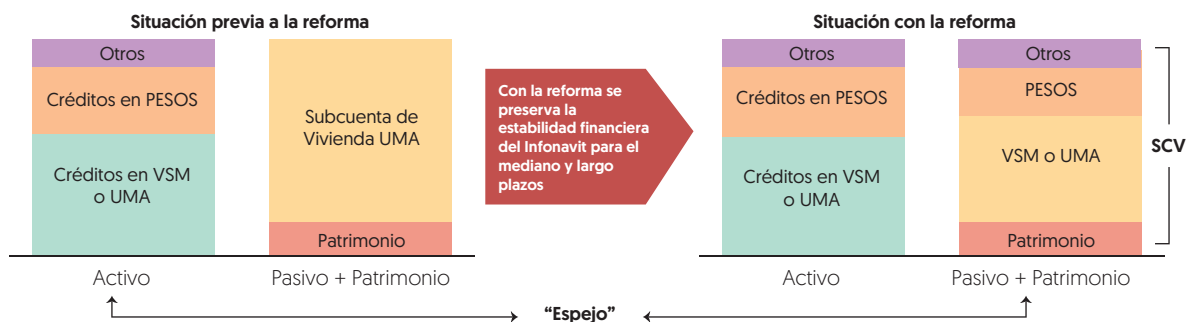 Situación previa a la reforma
Otros
Créditos en PESOS
Créditos en VSM
o UMA
Subcuenta de
Vivienda UMA
Patrimonio
Activo
Pasivo + Patrimonio
Con la reforma se
preserva la
estabilidad financiera
del Infonavit para el
mediano y largo
plazos
Situación con la reforma
Otros
Créditos en PESOS
Créditos en VSM
o UMA
Otros
PESOS
VSM o UMA
Patrimonio
SCV
Activo
Pasivo + Patrimonio
“Espejo”